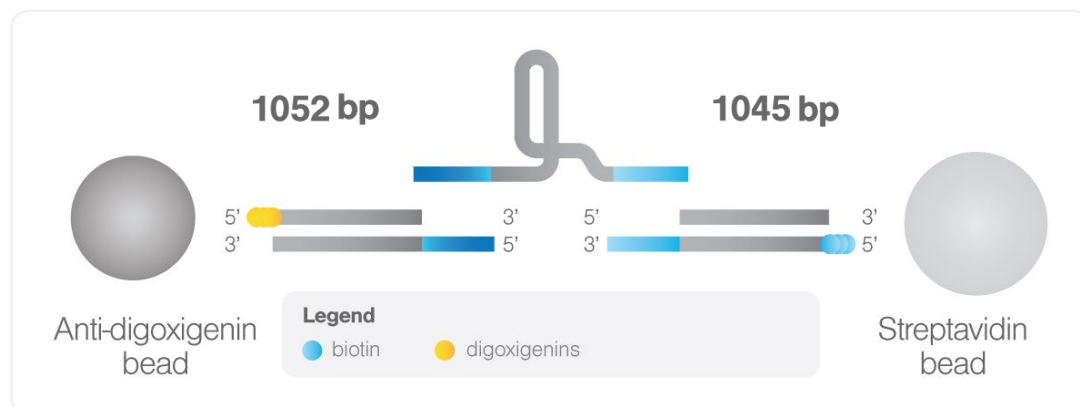 1052 bp
1045 bp
5’
3’
5’
3’
3’
5’
3’
5’
Anti-digoxigenin
bead
Streptavidin
bead
Legend
biotin
digoxigenins